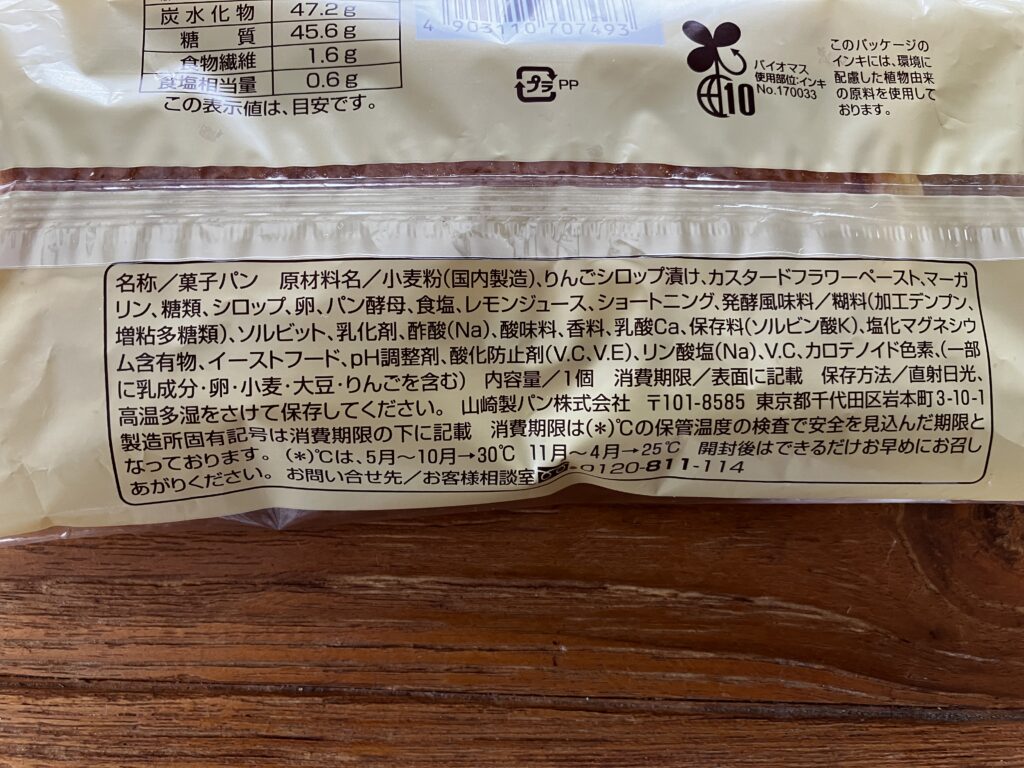 炭水化物 47.2g
糖質 45.6g
食物繊維 1.6g
食塩相当量 0.6g
この表示値は、目安です。
4 903110 707493
プラ PP
バイオマス
使用部位:インキ
No.170033
10
このパッケージの
インキには、環境に
配慮した植物由来
の原料を使用して
おります。
名称/菓子パン 原材料名/小麦粉(国内製造)、りんごシロップ漬け、カスタードフラワーペースト、マーガ
リン、糖類、シロップ、卵、パン酵母、食塩、レモンジュース、ショートニング、発酵風味料/糊料(加工デンプン、
増粘多糖類)、ソルビット、乳化剤、酢酸(Na)、酸味料、香料、乳酸Ca、保存料(ソルビン酸K)、塩化マグネシウ
ム含有物、イーストフード、pH調整剤、酸化防止剤(V.C、V.E)、リン酸塩(Na)、V.C、カロテノイド色素、(一部
に乳成分・卵・小麦・大豆・りんごを含む) 内容量/1個 消費期限/表面に記載 保存方法/直射日光、
高温多湿をさけて保存してください。 山崎製パン株式会社 〒101-8585 東京都千代田区岩本町3-10-1
製造所固有記号は消費期限の下に記載 消費期限は(*)℃の保管温度の検査で安全を見込んだ期限と
なっております。(*)℃は、5月~10月→30℃ 11月~4月→25℃ 開封後はできるだけお早めにお召し
あがりください。 お問い合せ先/お客様相談室 0120-811-114